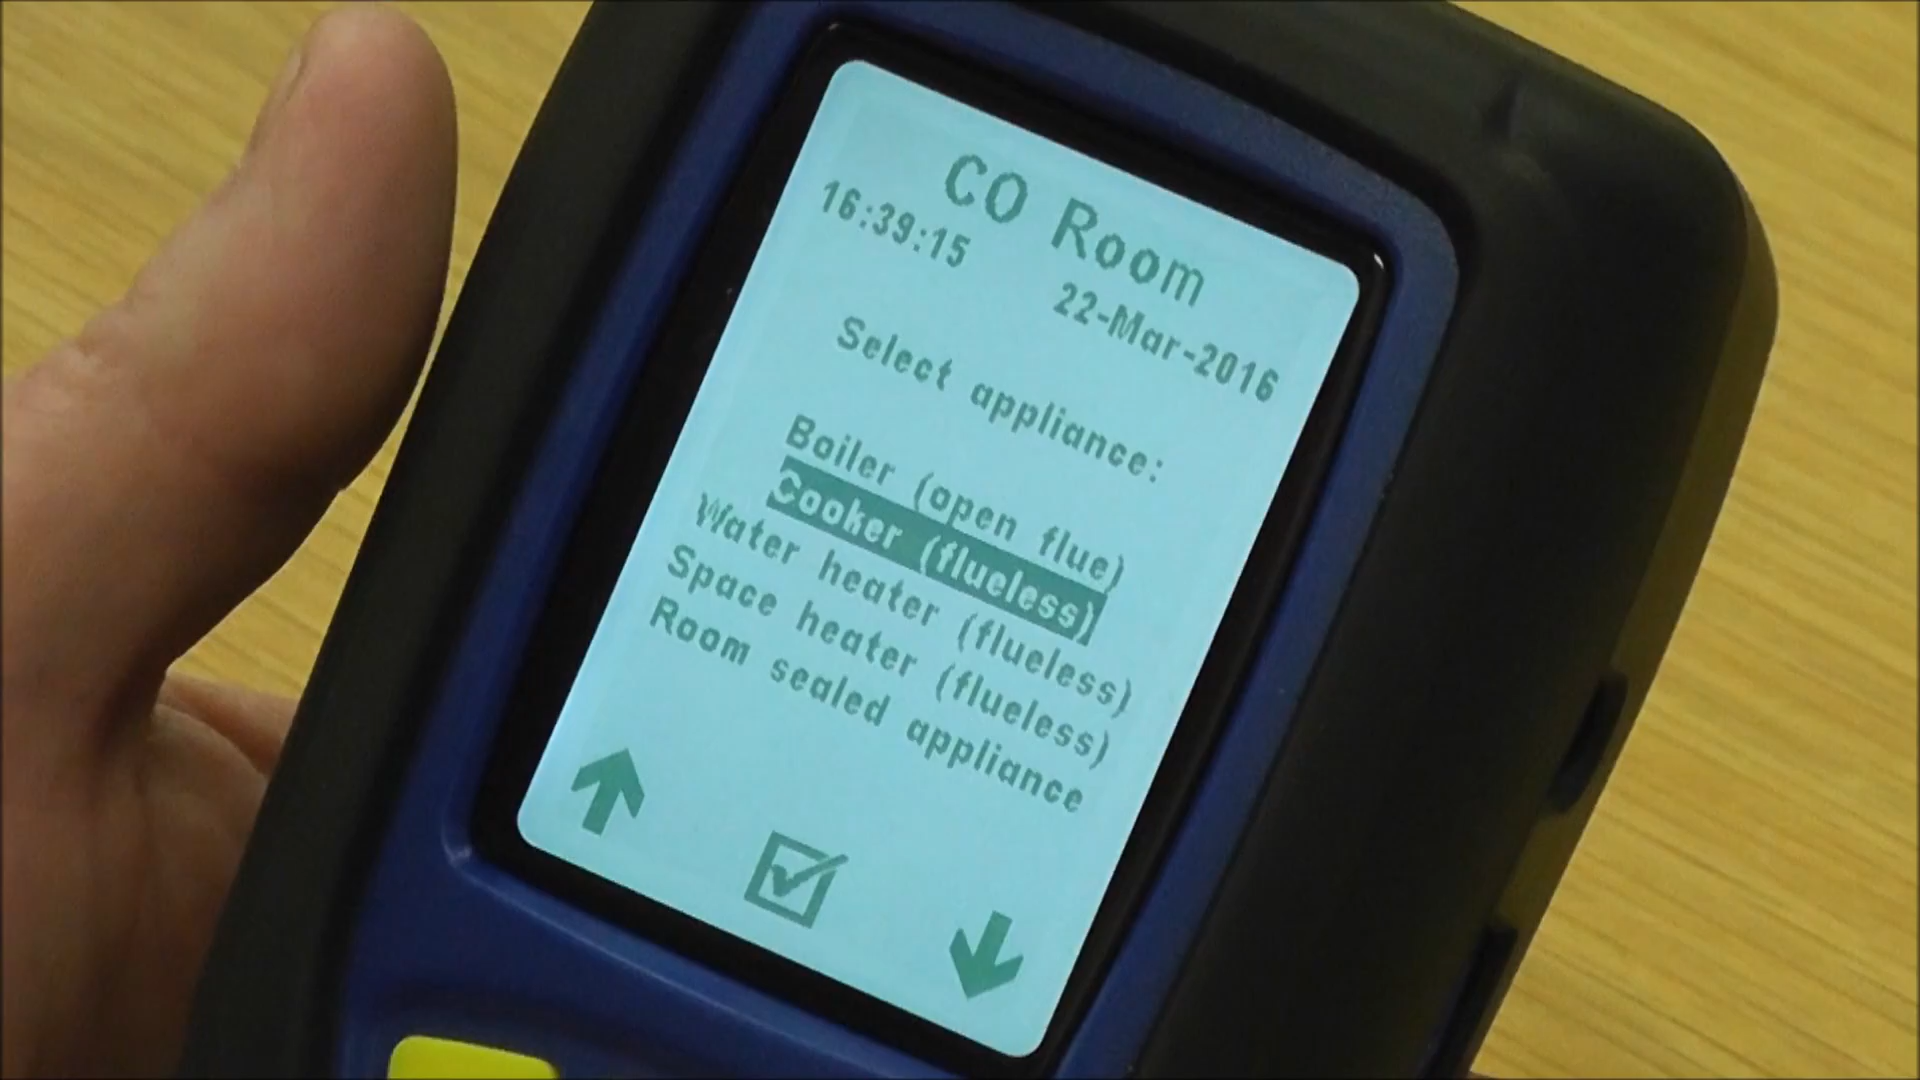 CO Room
16:39:15 22-Mar-2016
Select appliance:
Boiler (open flue)
Cooker (flueless)
Water heater (flueless)
Space heater (flueless)
Room sealed appliance